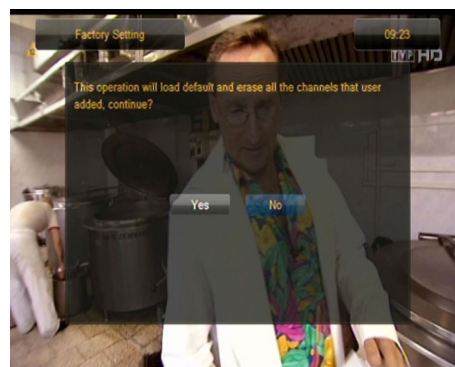 Factory Setting
09:23
TVP HD
This operation will load default and erase all the channels that user
added, continue?
Yes
No